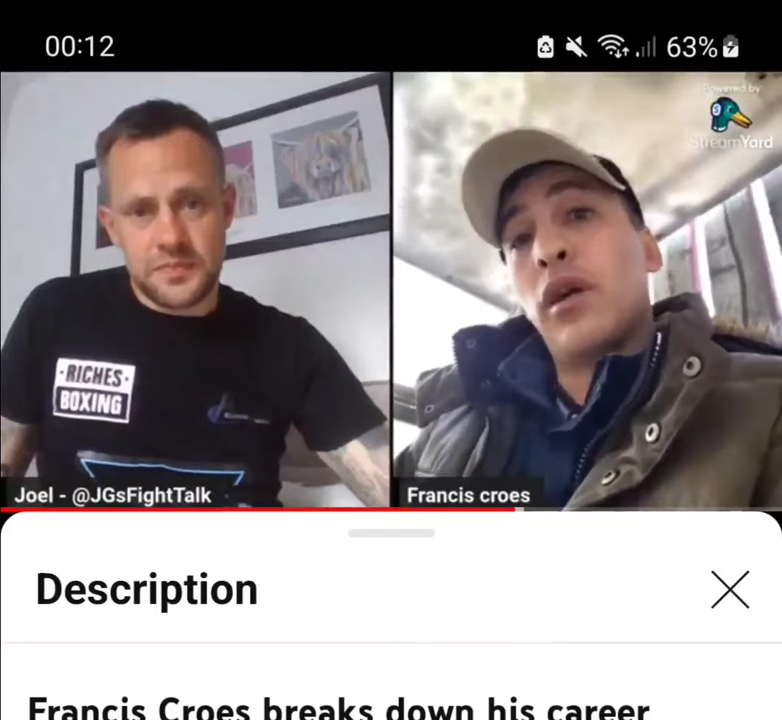 00:12
63%
Powered by
StreamYard
·RICHES·
BOXING
Joel - @JGsFightTalk
Francis croes
Description
Francis Croes breaks down his career